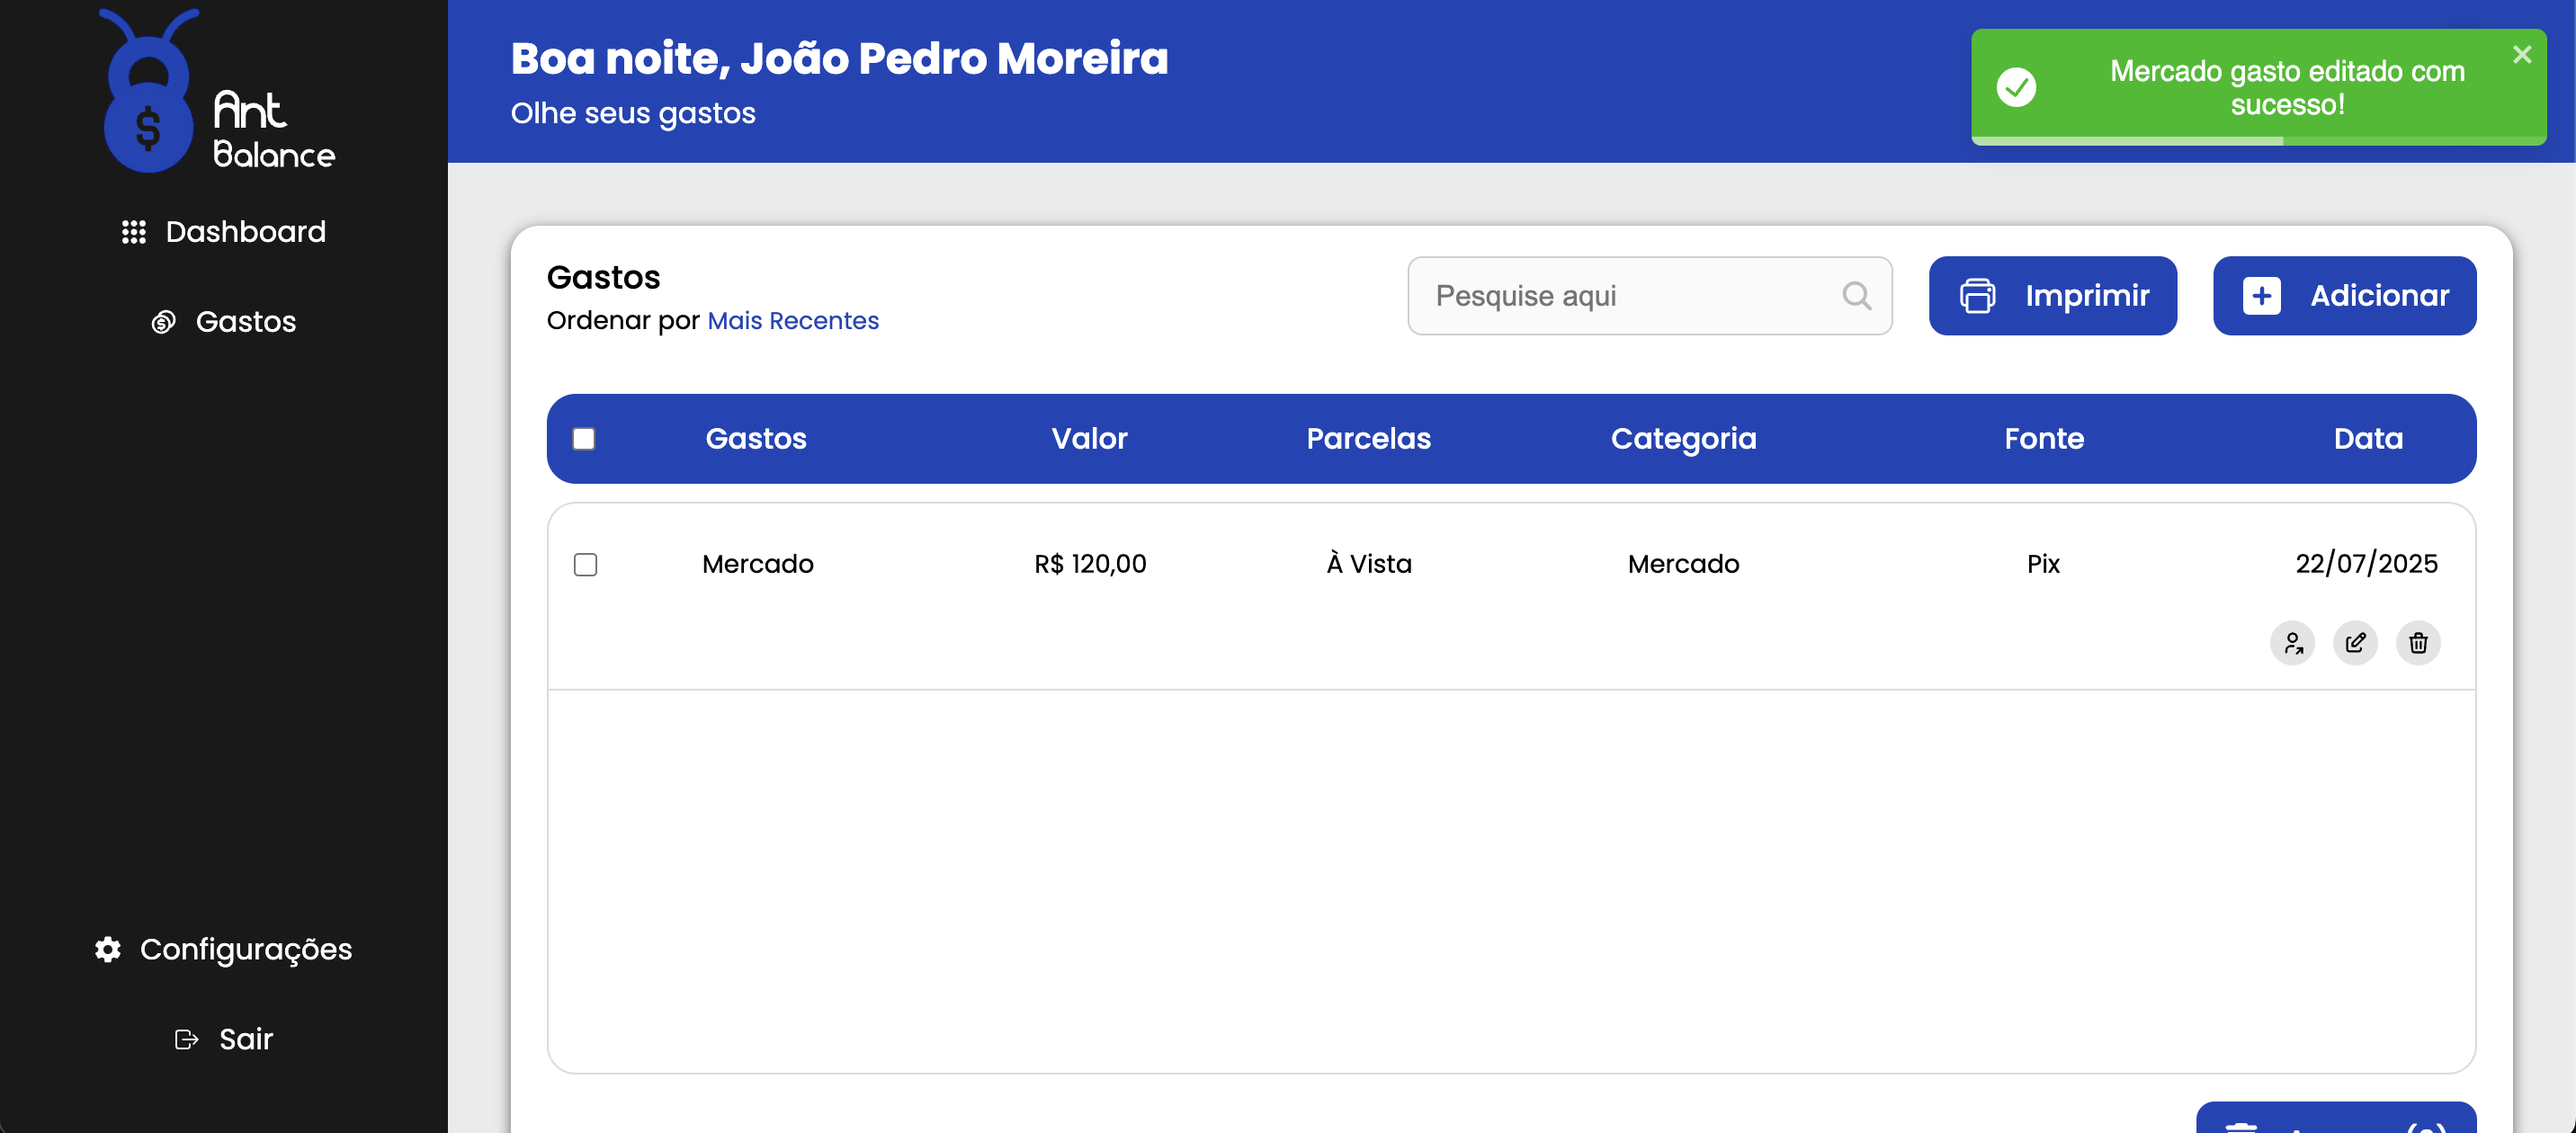 Ant
Balance
Dashboard
Gastos
Configurações
Sair
Boa noite, João Pedro Moreira
Olhe seus gastos
Mercado gasto editado com
sucesso!
Gastos
Ordenar por Mais Recentes
Pesquise aqui
Imprimir
Adicionar
Gastos Valor Parcelas Categoria Fonte Data
Mercado R$ 120,00 À Vista Mercado Pix 22/07/2025